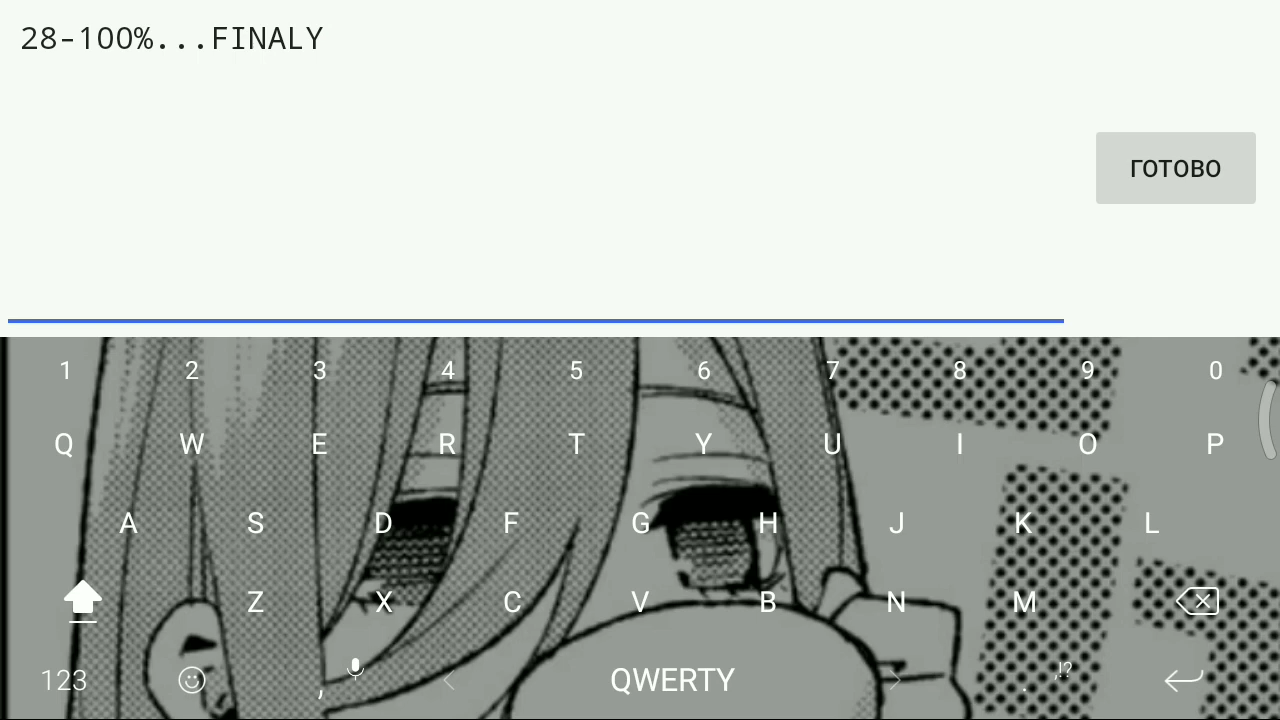 28-100%...FINALY
ГОТОВО
1 2 3 4 5 6 7 8 9 0
Q W E R T Y U I O P
A S D F G H J K L
Z X C V B N M
123 , < QWERTY > . ,!?